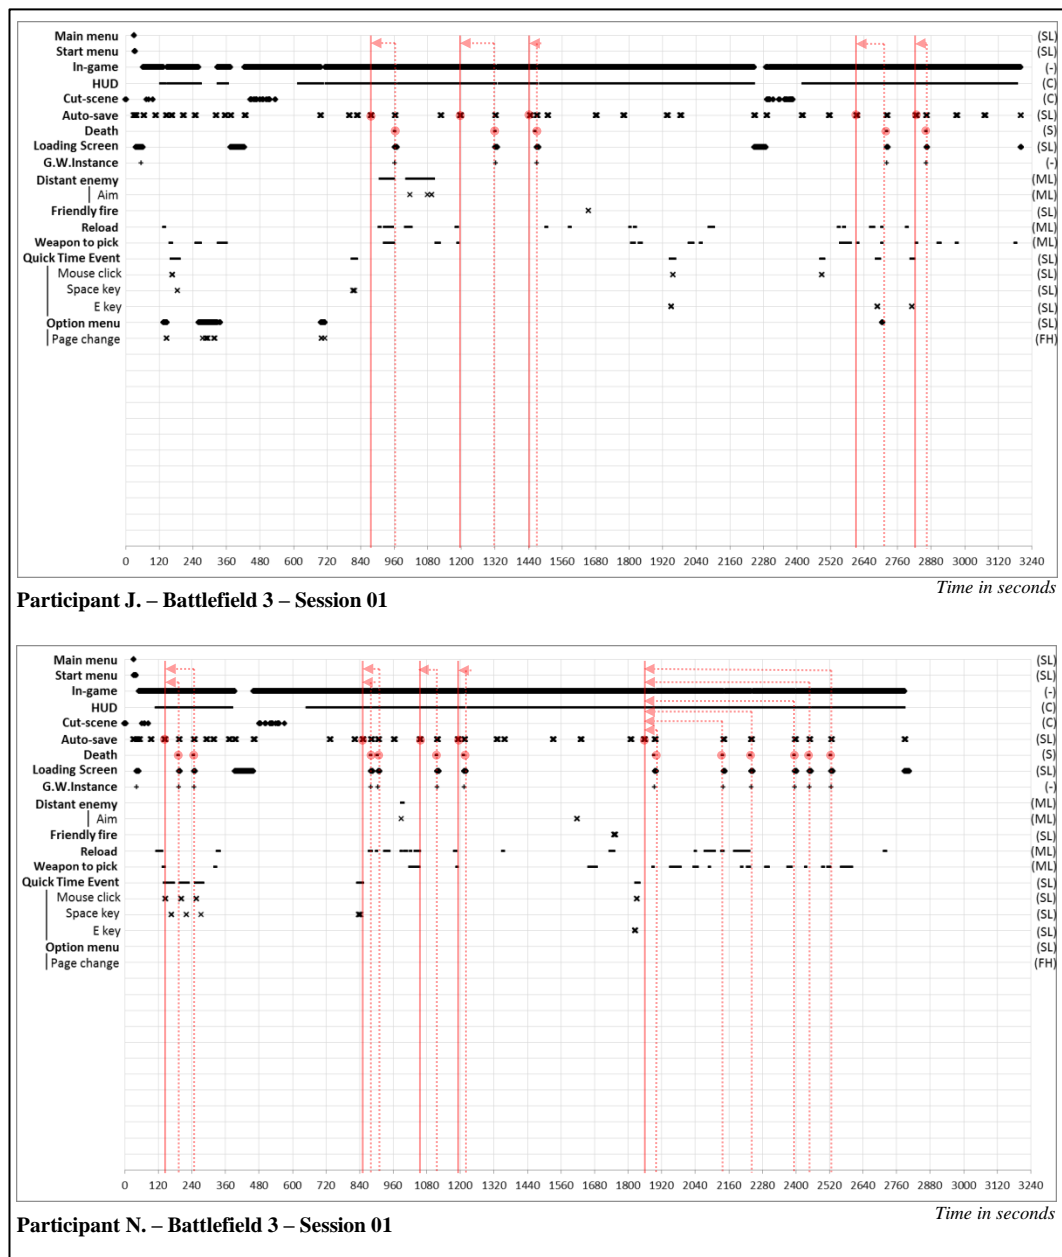 Main menu (SL)
Start menu (SL)
In-game (-)
HUD (C)
Cut-scene (C)
Auto-save (SL)
Death (S)
Loading Screen (SL)
G.W.Instance (-)
Distant enemy (ML)
Aim (ML)
Friendly fire (SL)
Reload (ML)
Weapon to pick (ML)
Quick Time Event (SL)
Mouse click (SL)
Space key (SL)
E key (SL)
Option menu (SL)
Page change (FH)
0 120 240 360 480 600 720 840 960 1080 1200 1320 1440 1560 1680 1800 1920 2040 2160 2280 2400 2520 2640 2760 2880 3000 3120 3240
Time in seconds
Participant J. – Battlefield 3 – Session 01
Main menu (SL)
Start menu (SL)
In-game (-)
HUD (C)
Cut-scene (C)
Auto-save (SL)
Death (S)
Loading Screen (SL)
G.W.Instance (-)
Distant enemy (ML)
Aim (ML)
Friendly fire (SL)
Reload (ML)
Weapon to pick (ML)
Quick Time Event (SL)
Mouse click (SL)
Space key (SL)
E key (SL)
Option menu (SL)
Page change (FH)
0 120 240 360 480 600 720 840 960 1080 1200 1320 1440 1560 1680 1800 1920 2040 2160 2280 2400 2520 2640 2760 2880 3000 3120 3240
Time in seconds
Participant N. – Battlefield 3 – Session 01